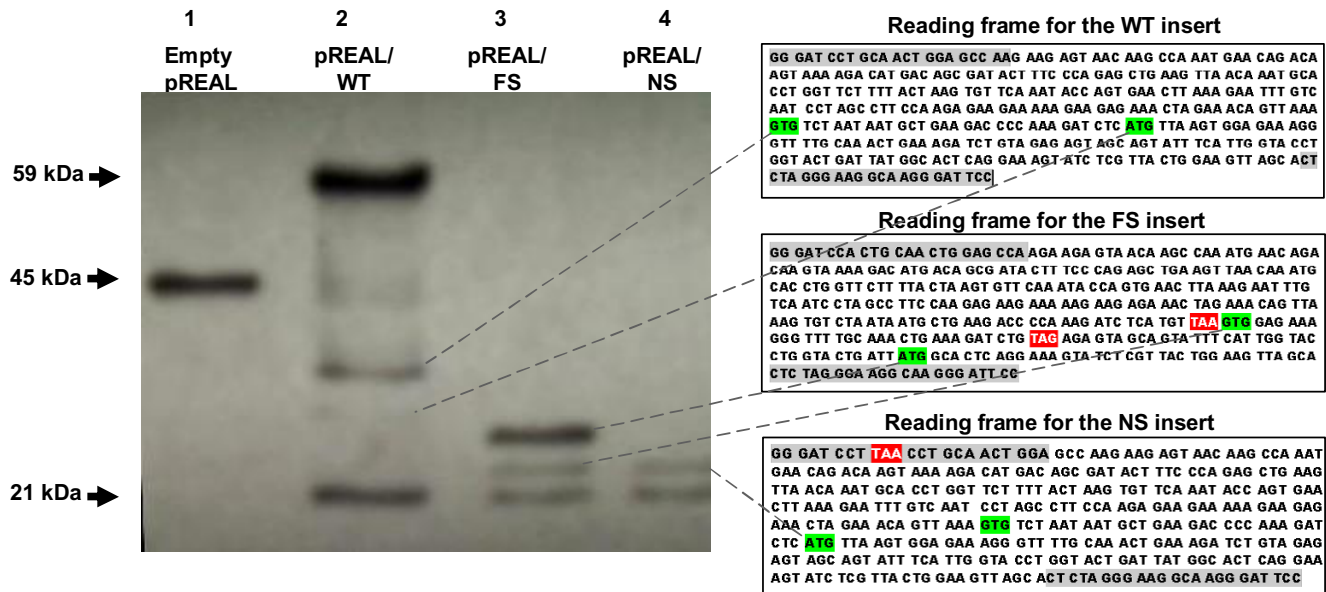 1 2 3 4
Empty pREAL/ pREAL/ pREAL/
pREAL WT FS NS
59 kDa
45 kDa
21 kDa
Reading frame for the WT insert
GG GAT CCT GCA ACT GGA GCC AAG AAG AGT AAC AAG CCA AAT GAA CAG ACA
AGT AAA AGA CAT GAC AGC GAT ACT TTC CCA GAG CTG AAG TTA ACA AAT GCA
CCT GGT TCT TTT ACT AAG TGT TCA AAT ACC AGT GAA CTT AAA GAA TTT GTC
AAT CCT AGC CTT CCA AGA GAA GAA AAA GAA GAG AAA CTA GAA ACA GTT AAA
GTG TCT AAT AAT GCT GAA GAC CCC AAA GAT CTC ATG TTA AGT GGA GAA AGG
GTT TTG CAA ACT GAA AGA TCT GTA GAG AGT AGC AGT ATT TCA TTG GTA CCT
GGT ACT GAT TAT GGC ACT CAG GAA AGT ATC TCG TTA CTG GAA GTT AGC ACT
CTA GGG AAG GCA AGG GAT TCC
Reading frame for the FS insert
GG GAT CCA CTG CAA CTG GAG CCA AGA AGA GTA ACA AGC CAA ATG AAC AGA
CAA GTA AAA GAC ATG ACA GCG ATA CTT TCC CAG AGC TGA AGT TAA CAA ATG
CAC CTG GTT CTT TTA CTA AGT GTT CAA ATA CCA GTG AAC TTA AAG AAT TTG
TCA ATC CTA GCC TTC CAA GAG AAG AAA AAG AAG AGA AAC TAG AAA CAG TTA
AAG TGT CTA ATA ATG CTG AAG ACC CCA AAG ATC TCA TGT TAA GTG GAG AAA
GGG TTT TGC AAA CTG AAA GAT CTG TAG AGA GTA GCA GTA TTT CAT TGG TAC
CTG GTA CTG ATT ATG GCA CTC AGG AAA GTA TCT CGT TAC TGG AAG TTA GCA
CTC TAG GGA AGG CAA GGG ATT CC
Reading frame for the NS insert
GG GAT CCT TAA CCT GCA ACT GGA GCC AAG AAG AGT AAC AAG CCA AAT
GAA CAG ACA AGT AAA AGA CAT GAC AGC GAT ACT TTC CCA GAG CTG AAG
TTA ACA AAT GCA CCT GGT TCT TTT ACT AAG TGT TCA AAT ACC AGT GAA
CTT AAA GAA TTT GTC AAT CCT AGC CTT CCA AGA GAA GAA AAA GAA GAG
AAA CTA GAA ACA GTT AAA GTG TCT AAT AAT GCT GAA GAC CCC AAA GAT
CTC ATG TTA AGT GGA GAA AGG GTT TTG CAA ACT GAA AGA TCT GTA GAG
AGT AGC AGT ATT TCA TTG GTA CCT GGT ACT GAT TAT GGC ACT CAG GAA
AGT ATC TCG TTA CTG GAA GTT AGC ACT CTA GGG AAG GCA AGG GAT TCC